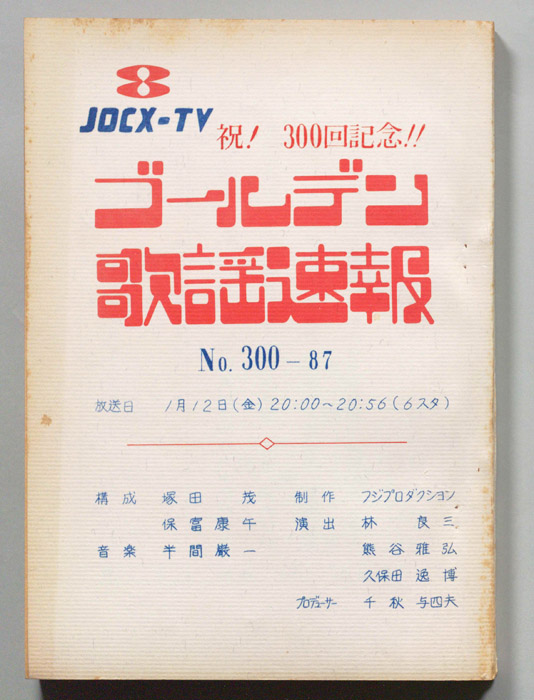 JOCX-TV
祝! 300回記念!!
ゴールデン
歌謡速報
No. 300-87
放送日 1月12日(金) 20:00〜20:56(6スタ)
構成 塚田 茂 制作 フジプロダクション
保富康午 演出 林 良三
音楽 半間巌一 熊谷雅弘
久保田逸博
プロデューサー 千秋与四夫